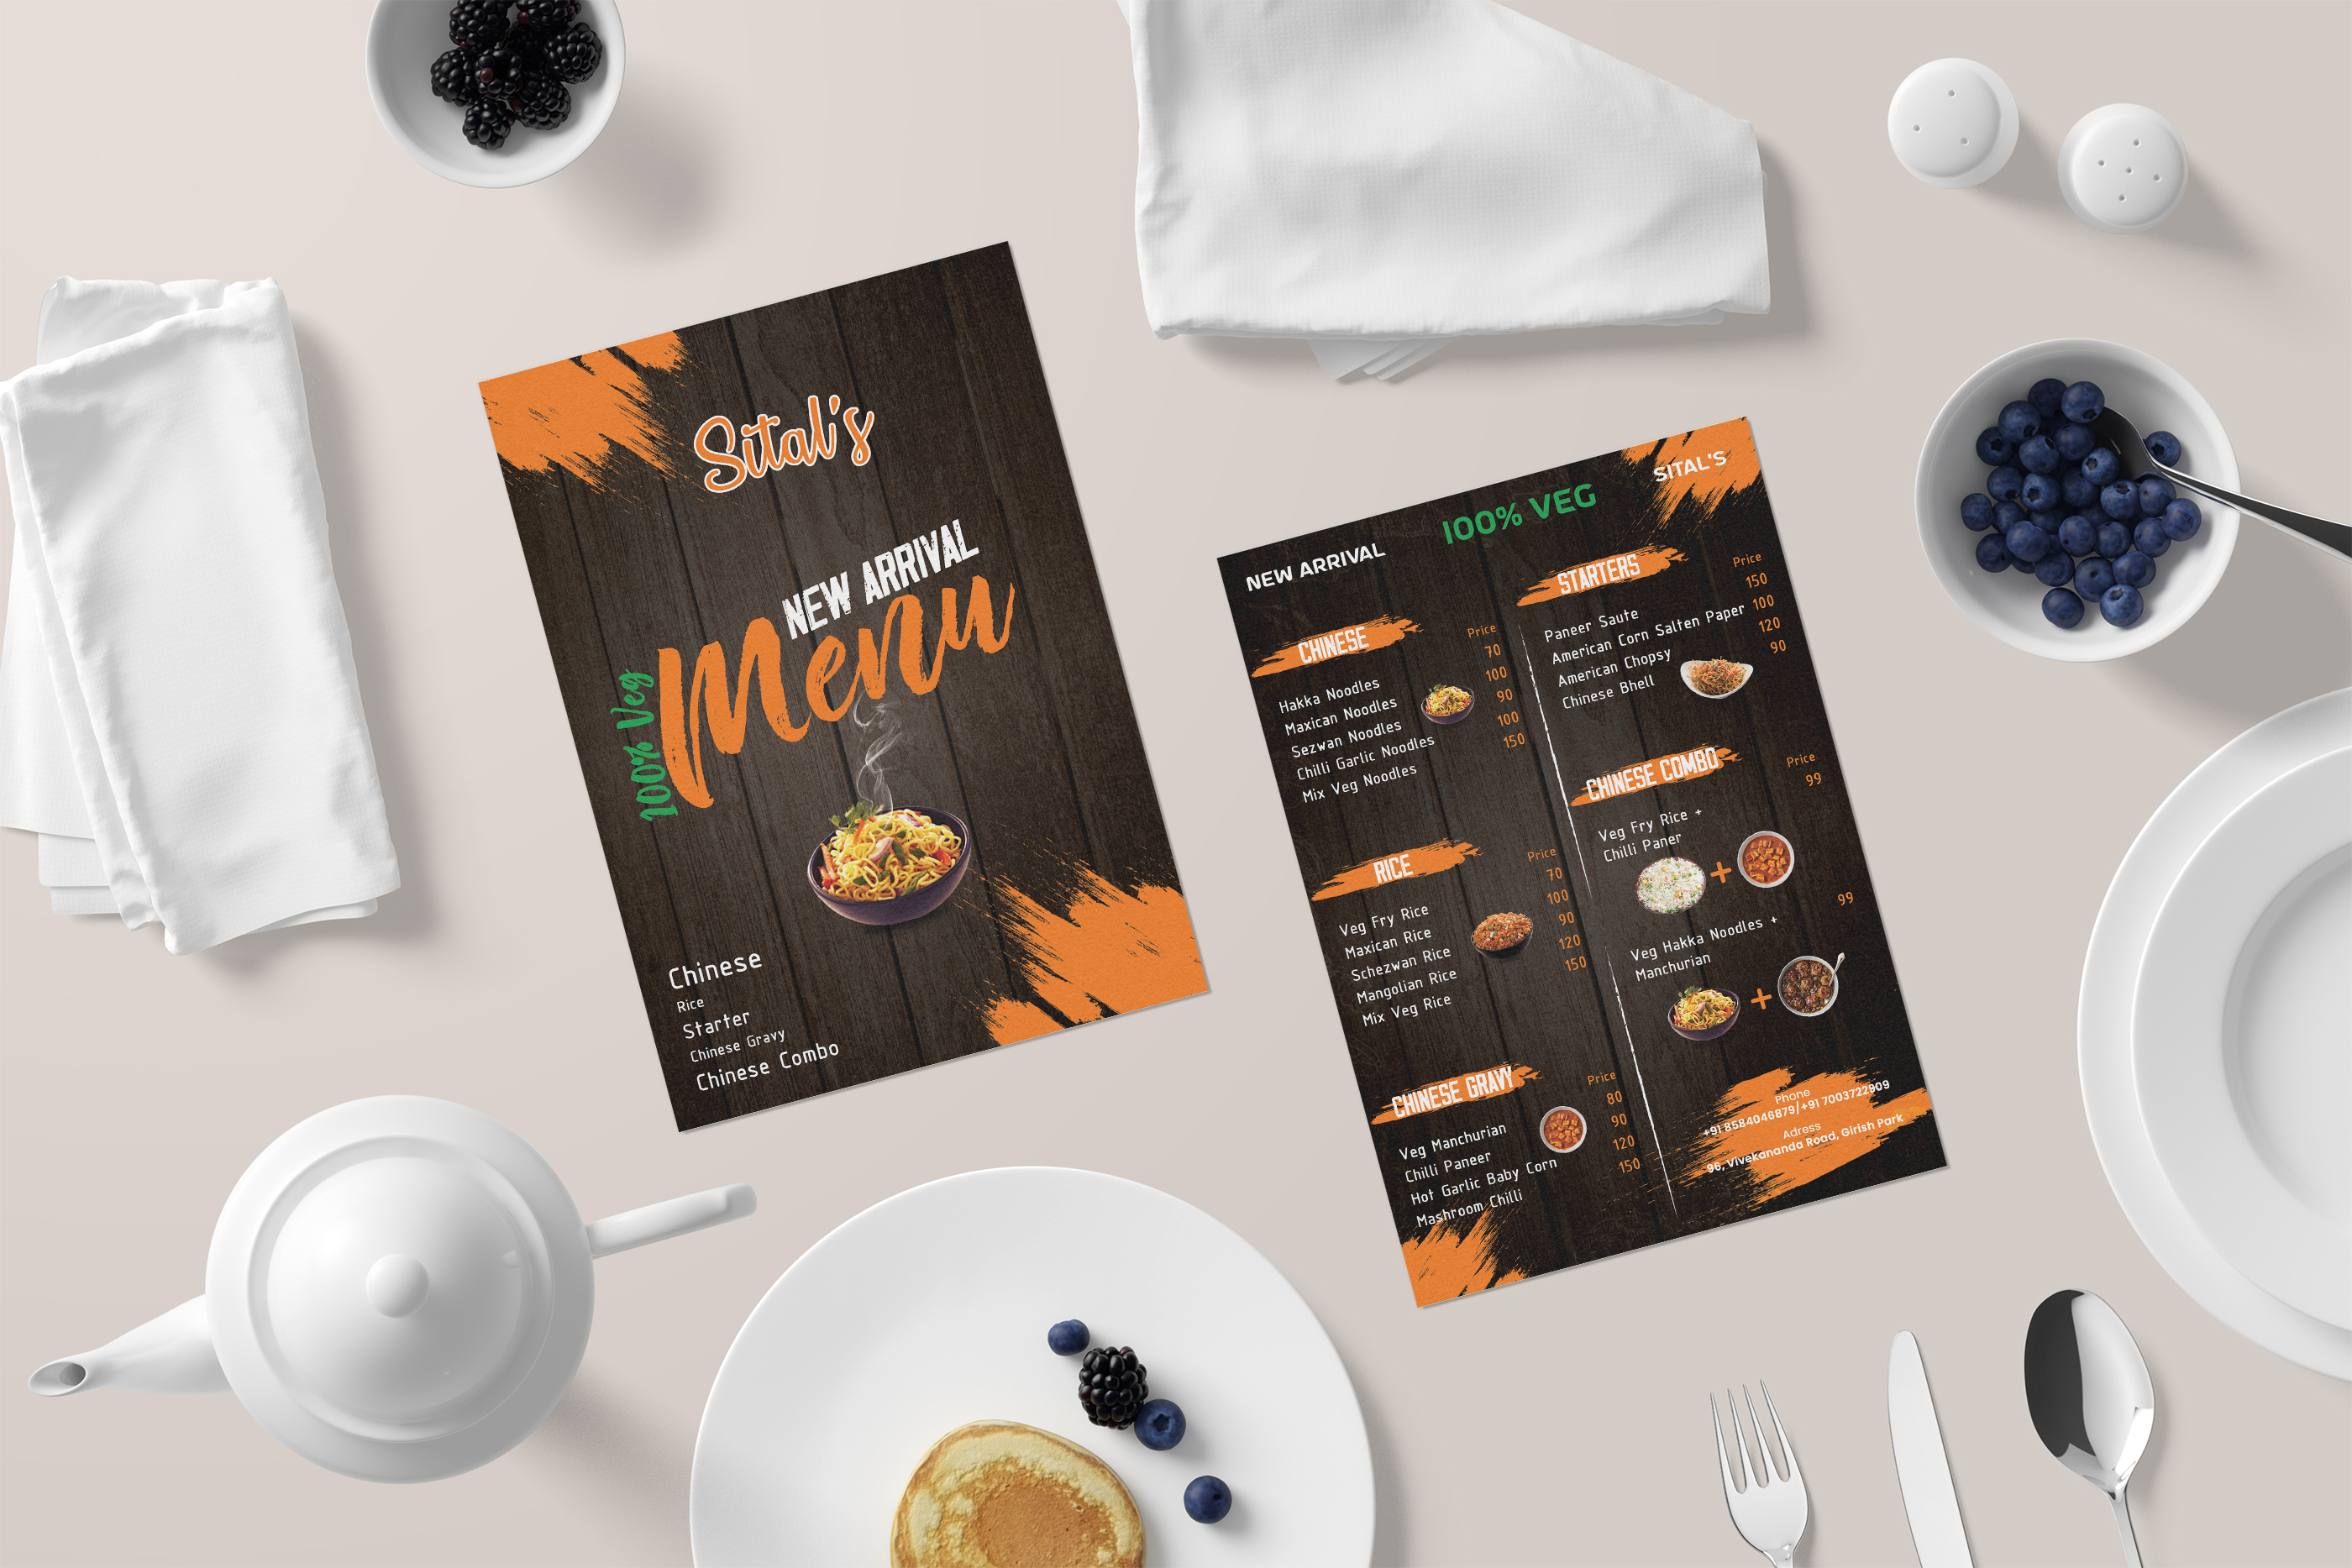 Sital's
NEW ARRIVAL
Menu
100% Veg
Chinese
Rice
Starter
Chinese Gravy
Chinese Combo
NEW ARRIVAL
100% VEG
SITAL'S
CHINESE
Price
Hakka Noodles 70
Maxican Noodles 100
Sezwan Noodles 90
Chilli Garlic Noodles 100
Mix Veg Noodles 150
RICE
Price
Veg Fry Rice 70
Maxican Rice 100
Schezwan Rice 90
Mangolian Rice 120
Mix Veg Rice 150
CHINESE GRAVY
Price
Veg Manchurian 80
Chilli Paneer 90
Hot Garlic Baby Corn 120
Mashroom Chilli 150
STARTERS
Price
Paneer Saute 150
American Corn Salten Paper 100
American Chopsy 120
Chinese Bhell 90
CHINESE COMBO
Price
Veg Fry Rice + 99
Chilli Paner
+
Veg Hakka Noodles + 99
Manchurian
+
Phone
+91 8584046879/+91 7003722909
Adress
96, Vivekananda Road, Girish Park